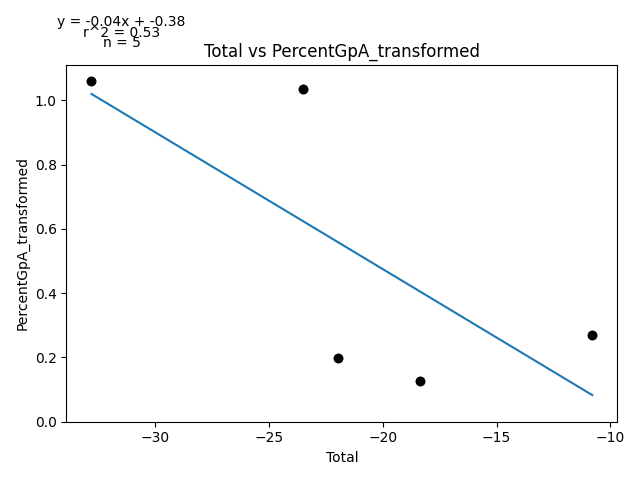 y = -0.04x + -0.38
r^2 = 0.53
n = 5
Total vs PercentGpA_transformed
1.0
0.8
0.6
0.4
0.2
0.0
PercentGpA_transformed
−30 −25 −20 −15 −10
Total